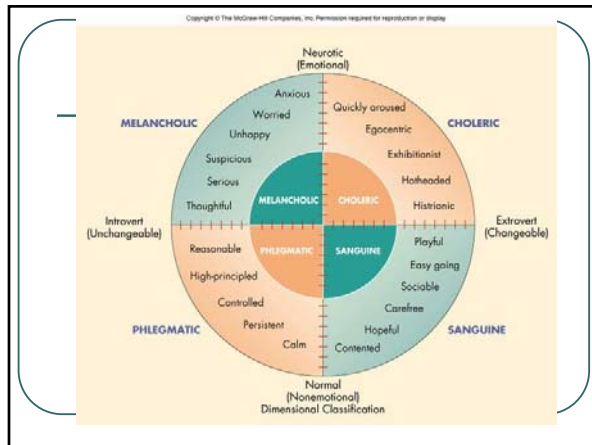 Copyright © The McGraw-Hill Companies, Inc. Permission required for reproduction or display
Neurotic
(Emotional)
MELANCHOLIC
Anxious
Worried
Unhappy
Suspicious
Serious
Thoughtful
CHOLERIC
Quickly aroused
Egocentric
Exhibitionist
Hotheaded
Histrionic
MELANCHOLIC
CHOLERIC
Introvert
(Unchangeable)
Extrovert
(Changeable)
PHLEGMATIC
SANGUINE
Reasonable
High-principled
Controlled
Persistent
Calm
PHLEGMATIC
Playful
Easy going
Sociable
Carefree
Hopeful
Contented
SANGUINE
Normal
(Nonemotional)
Dimensional Classification